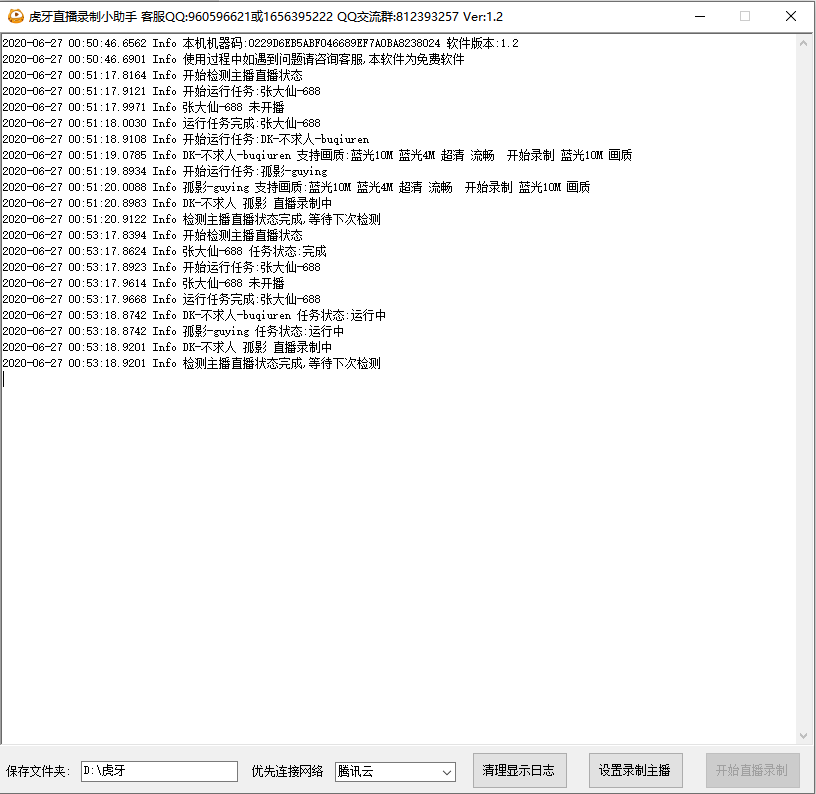 虎牙直播录制小助手 客服QQ:960596621或1656395222 QQ交流群:812393257 Ver:1.2
2020-06-27 00:50:46.6562 Info 本机机器码:0229D6EB5ABF046689EF7A0BA8238024 软件版本:1.2
2020-06-27 00:50:46.6901 Info 使用过程中如遇到问题请咨询客服,本软件为免费软件
2020-06-27 00:51:17.8164 Info 开始检测主播直播状态
2020-06-27 00:51:17.9121 Info 开始运行任务:张大仙-688
2020-06-27 00:51:17.9971 Info 张大仙-688 未开播
2020-06-27 00:51:18.0030 Info 运行任务完成:张大仙-688
2020-06-27 00:51:18.9108 Info 开始运行任务:DK-不求人-buqiuren
2020-06-27 00:51:19.0785 Info DK-不求人-buqiuren 支持画质:蓝光10M 蓝光4M 超清 流畅  开始录制 蓝光10M 画质
2020-06-27 00:51:19.8934 Info 开始运行任务:孤影-guying
2020-06-27 00:51:20.0088 Info 孤影-guying 支持画质:蓝光10M 蓝光4M 超清 流畅  开始录制 蓝光10M 画质
2020-06-27 00:51:20.8983 Info DK-不求人 孤影 直播录制中
2020-06-27 00:51:20.9122 Info 检测主播直播状态完成,等待下次检测
2020-06-27 00:53:17.8394 Info 开始检测主播直播状态
2020-06-27 00:53:17.8624 Info 张大仙-688 任务状态:完成
2020-06-27 00:53:17.8923 Info 开始运行任务:张大仙-688
2020-06-27 00:53:17.9614 Info 张大仙-688 未开播
2020-06-27 00:53:17.9668 Info 运行任务完成:张大仙-688
2020-06-27 00:53:18.8742 Info DK-不求人-buqiuren 任务状态:运行中
2020-06-27 00:53:18.8742 Info 孤影-guying 任务状态:运行中
2020-06-27 00:53:18.9201 Info DK-不求人 孤影 直播录制中
2020-06-27 00:53:18.9201 Info 检测主播直播状态完成,等待下次检测
保存文件夹: D:\虎牙 优先连接网络 腾讯云 清理显示日志 设置录制主播 开始直播录制